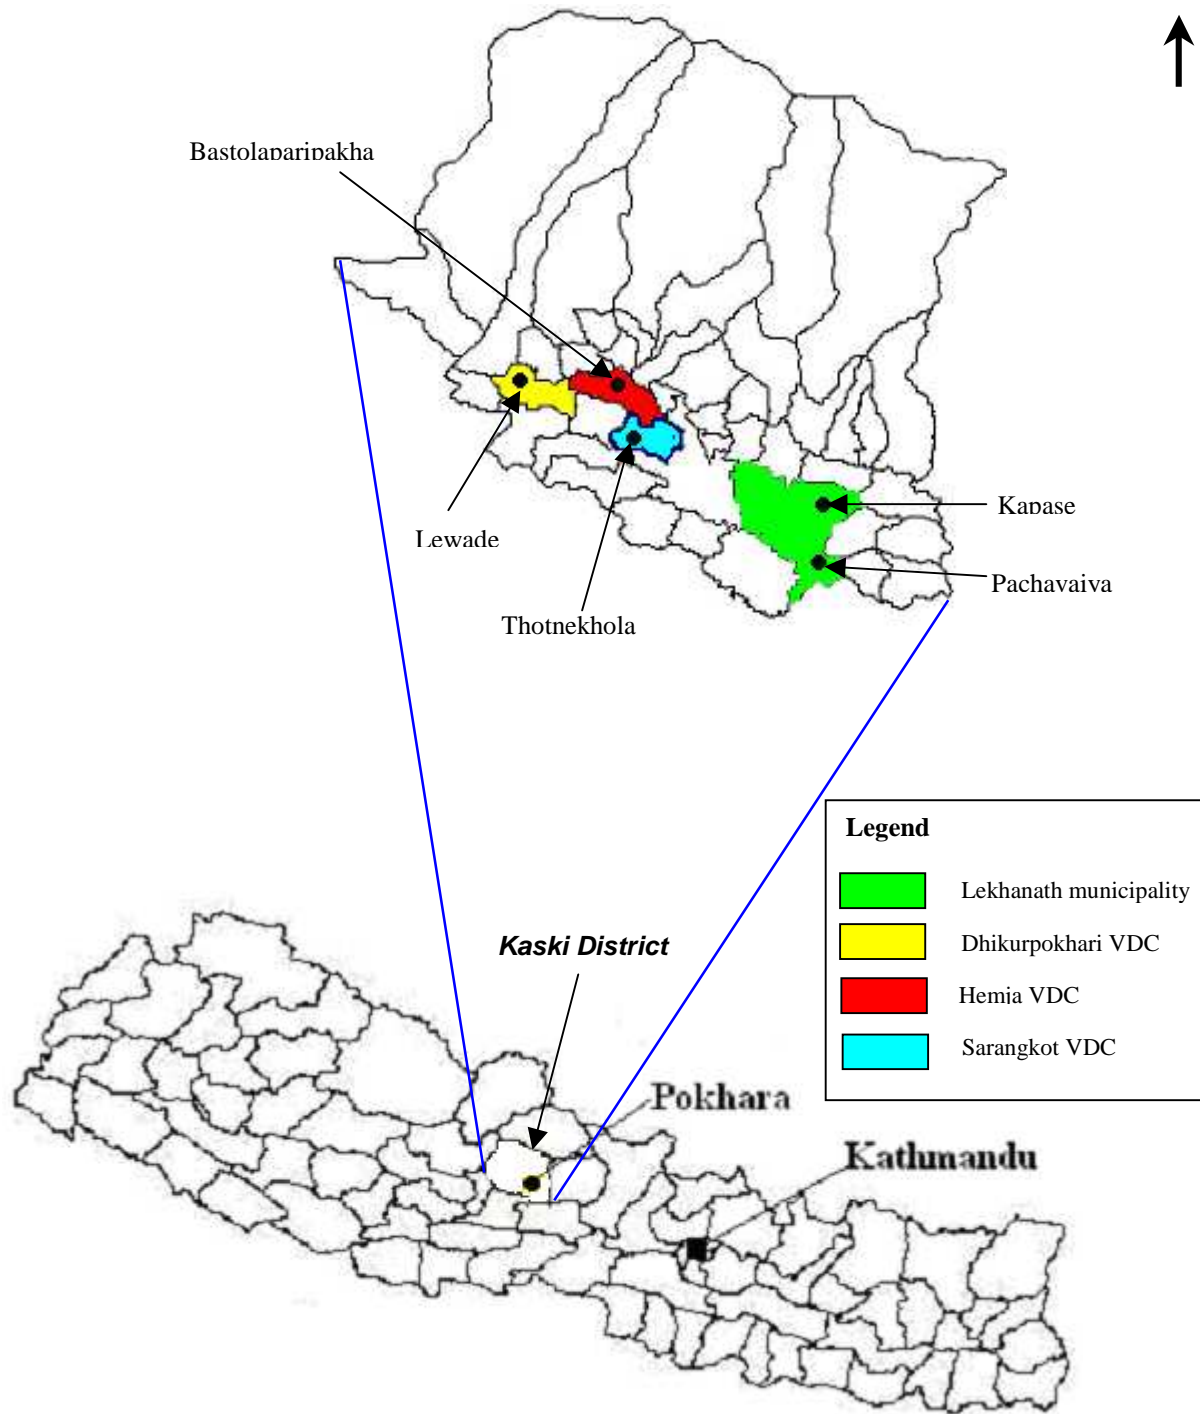 Bastolaparipakha
Kapase
Lewade
Pachavaiva
Thotnekhola
Legend
Lekhanath municipality
Dhikurpokhari VDC
Hemja VDC
Sarangkot VDC
Kaski District
Pokhara
Kathmandu